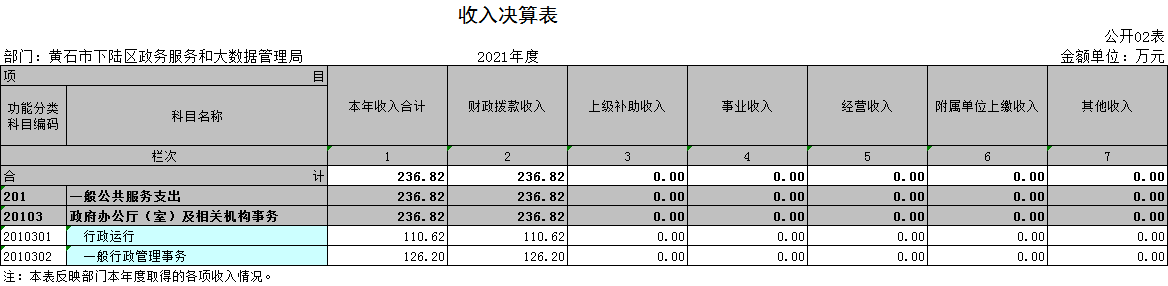 收入决算表
公开02表
部门：黄石市下陆区政务服务和大数据管理局 2021年度 金额单位：万元
项 目 本年收入合计 财政拨款收入 上级补助收入 事业收入 经营收入 附属单位上缴收入 其他收入
功能分类科目编码 科目名称
栏次 1 2 3 4 5 6 7
合 计 236.82 236.82 0.00 0.00 0.00 0.00 0.00
201 一般公共服务支出 236.82 236.82 0.00 0.00 0.00 0.00 0.00
20103 政府办公厅（室）及相关机构事务 236.82 236.82 0.00 0.00 0.00 0.00 0.00
2010301 行政运行 110.62 110.62 0.00 0.00 0.00 0.00 0.00
2010302 一般行政管理事务 126.20 126.20 0.00 0.00 0.00 0.00 0.00
注：本表反映部门本年度取得的各项收入情况。